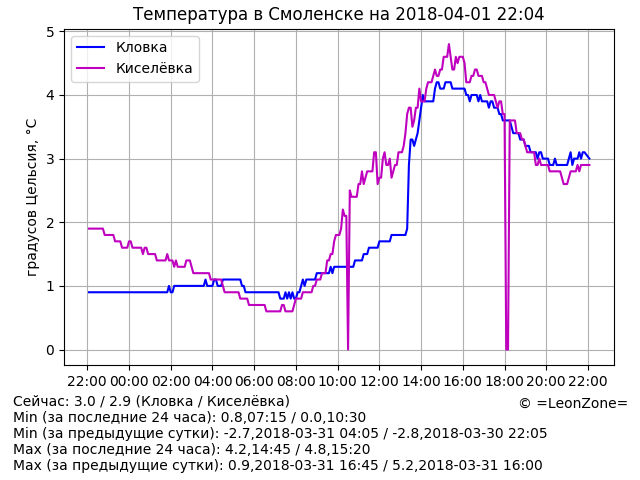 Температура в Смоленске на 2018-04-01 22:04
Кловка
Киселёвка
градусов Цельсия, °C
5
4
3
2
1
0
22:00 00:00 02:00 04:00 06:00 08:00 10:00 12:00 14:00 16:00 18:00 20:00 22:00
Сейчас: 3.0 / 2.9 (Кловка / Киселёвка)
© =LeonZone=
Min (за последние 24 часа): 0.8,07:15 / 0.0,10:30
Min (за предыдущие сутки): -2.7,2018-03-31 04:05 / -2.8,2018-03-30 22:05
Max (за последние 24 часа): 4.2,14:45 / 4.8,15:20
Max (за предыдущие сутки): 0.9,2018-03-31 16:45 / 5.2,2018-03-31 16:00